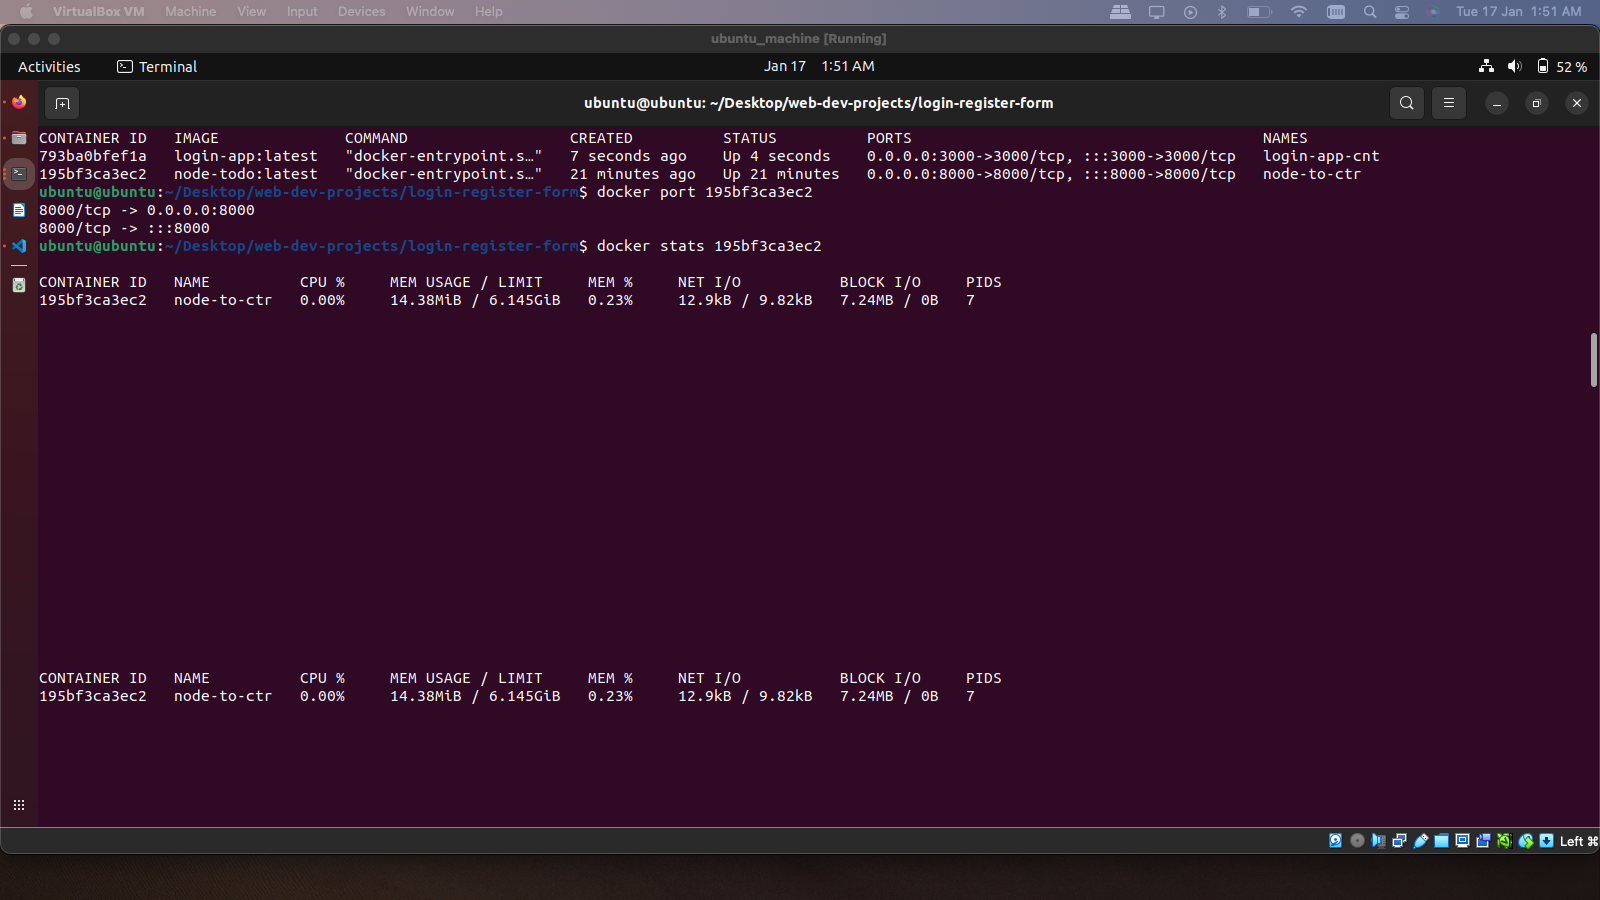 VirtualBox VM Machine View Input Devices Window Help Tue 17 Jan 1:51 AM
ubuntu_machine [Running]
Activities Terminal Jan 17 1:51 AM 52 %
ubuntu@ubuntu: ~/Desktop/web-dev-projects/login-register-form
CONTAINER ID IMAGE COMMAND CREATED STATUS PORTS NAMES
793ba0bfef1a login-app:latest "docker-entrypoint.s…" 7 seconds ago Up 4 seconds 0.0.0.0:3000->3000/tcp, :::3000->3000/tcp login-app-cnt
195bf3ca3ec2 node-todo:latest "docker-entrypoint.s…" 21 minutes ago Up 21 minutes 0.0.0.0:8000->8000/tcp, :::8000->8000/tcp node-to-ctr
ubuntu@ubuntu:~/Desktop/web-dev-projects/login-register-form$ docker port 195bf3ca3ec2
8000/tcp -> 0.0.0.0:8000
8000/tcp -> :::8000
ubuntu@ubuntu:~/Desktop/web-dev-projects/login-register-form$ docker stats 195bf3ca3ec2
CONTAINER ID NAME CPU % MEM USAGE / LIMIT MEM % NET I/O BLOCK I/O PIDS
195bf3ca3ec2 node-to-ctr 0.00% 14.38MiB / 6.145GiB 0.23% 12.9kB / 9.82kB 7.24MB / 0B 7
CONTAINER ID NAME CPU % MEM USAGE / LIMIT MEM % NET I/O BLOCK I/O PIDS
195bf3ca3ec2 node-to-ctr 0.00% 14.38MiB / 6.145GiB 0.23% 12.9kB / 9.82kB 7.24MB / 0B 7
Left ⌘